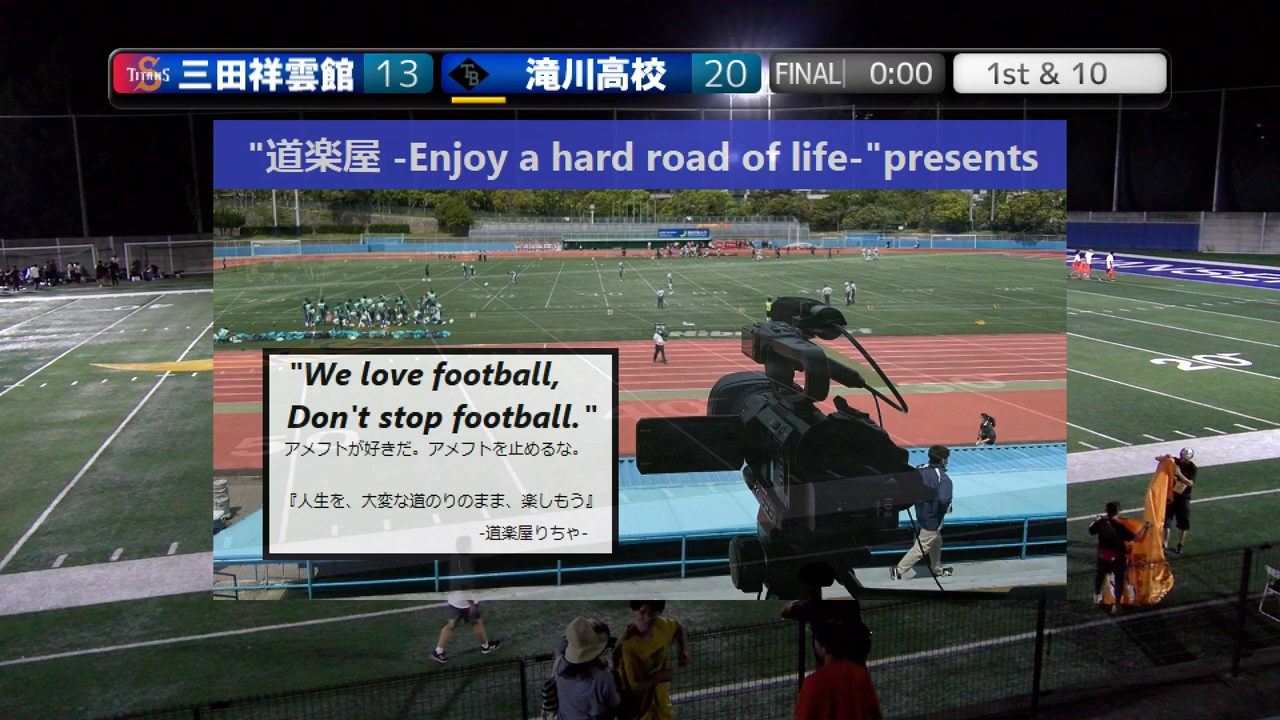 TITANS 三田祥雲館 13 TB 滝川高校 20 FINAL 0:00 1st & 10
"道楽屋 -Enjoy a hard road of life-"presents
"We love football,
Don't stop football."
アメフトが好きだ。アメフトを止めるな。
『人生を、大変な道のりのまま、楽しもう』
-道楽屋りちゃ-
20
50